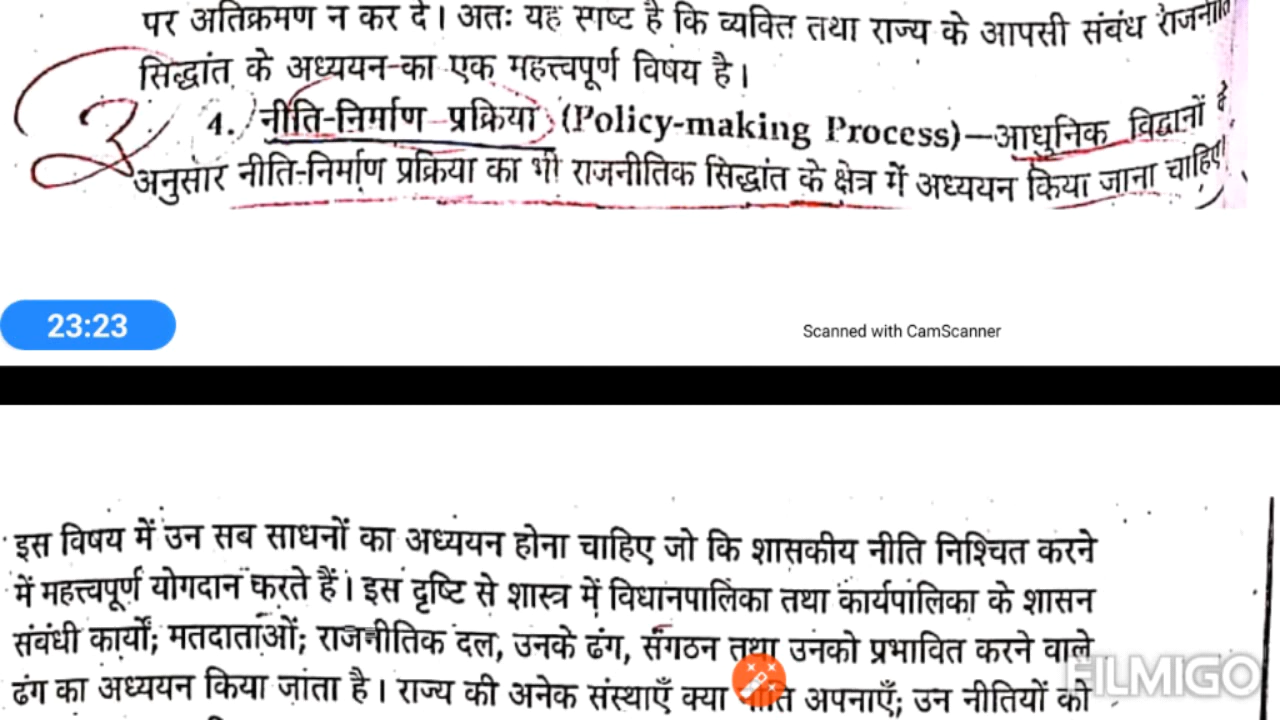 पर अतिक्रमण न कर दे। अतः यह स्पष्ट है कि व्यक्ति तथा राज्य के आपसी संबंध राजनीति
सिद्धांत के अध्ययन का एक महत्त्वपूर्ण विषय है।
3
4. नीति-निर्माण प्रक्रिया (Policy-making Process)—आधुनिक विद्वानों के
अनुसार नीति-निर्माण प्रक्रिया का भी राजनीतिक सिद्धांत के क्षेत्र में अध्ययन किया जाना चाहिए।
23:23
Scanned with CamScanner
इस विषय में उन सब साधनों का अध्ययन होना चाहिए जो कि शासकीय नीति निश्चित करने
में महत्त्वपूर्ण योगदान करते हैं। इस दृष्टि से शास्त्र में विधानपालिका तथा कार्यपालिका के शासन
संबंधी कार्यों; मतदाताओं; राजनीतिक दल, उनके ढंग, संगठन तथा उनको प्रभावित करने वाले
ढंग का अध्ययन किया जाता है। राज्य की अनेक संस्थाएँ क्या नीति अपनाएँ; उन नीतियों को
FILMIGO